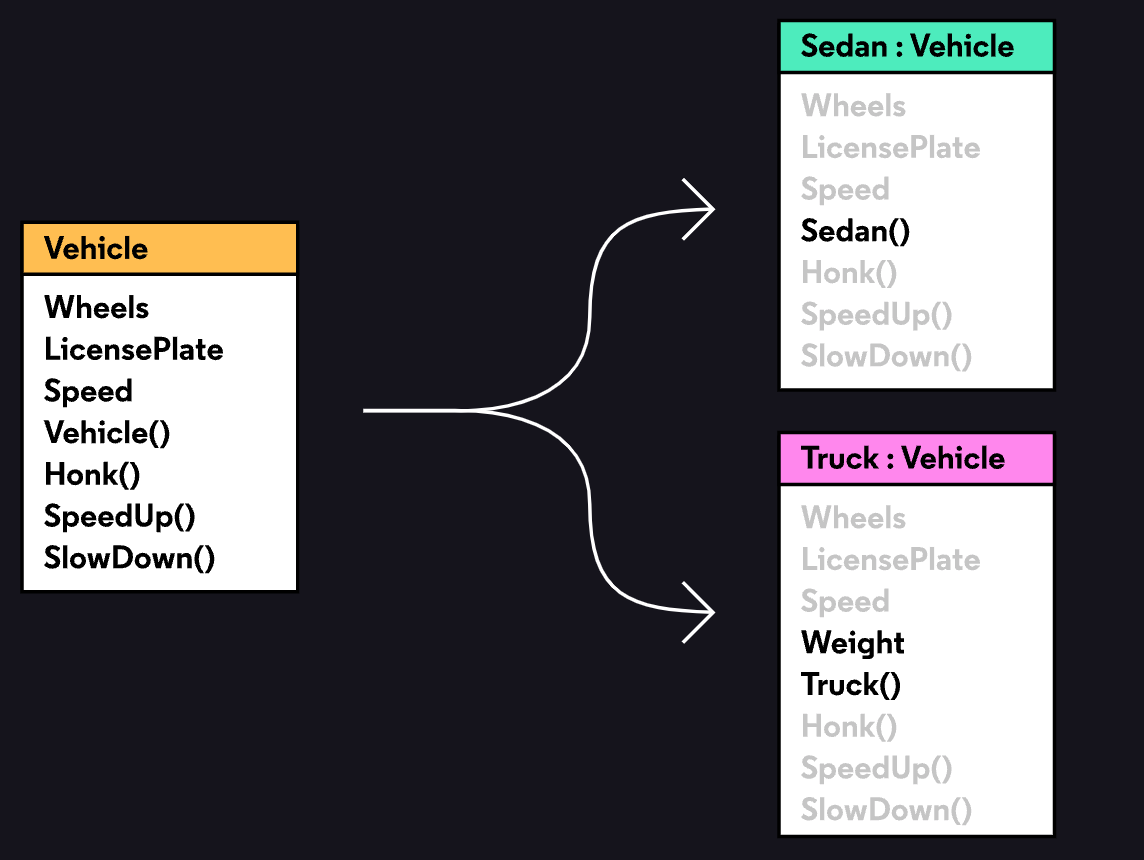 Vehicle
Wheels
LicensePlate
Speed
Vehicle()
Honk()
SpeedUp()
SlowDown()
Sedan : Vehicle
Wheels
LicensePlate
Speed
Sedan()
Honk()
SpeedUp()
SlowDown()
Truck : Vehicle
Wheels
LicensePlate
Speed
Weight
Truck()
Honk()
SpeedUp()
SlowDown()